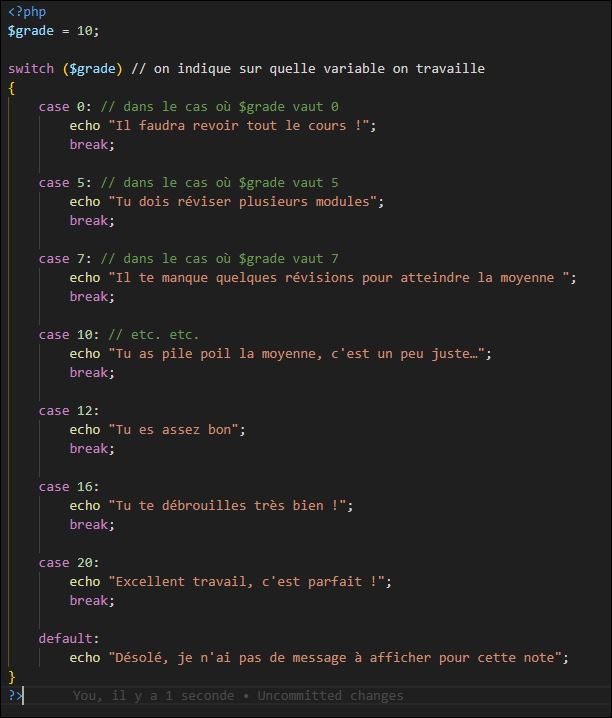 <?php
$grade = 10;
switch ($grade) // on indique sur quelle variable on travaille
{
case 0: // dans le cas où $grade vaut 0
echo "Il faudra revoir tout le cours !";
break;
case 5: // dans le cas où $grade vaut 5
echo "Tu dois réviser plusieurs modules";
break;
case 7: // dans le cas où $grade vaut 7
echo "Il te manque quelques révisions pour atteindre la moyenne ";
break;
case 10: // etc. etc.
echo "Tu as pile poil la moyenne, c'est un peu juste…";
break;
case 12:
echo "Tu es assez bon";
break;
case 16:
echo "Tu te débrouilles très bien !";
break;
case 20:
echo "Excellent travail, c'est parfait !";
break;
default:
echo "Désolé, je n'ai pas de message à afficher pour cette note";
}
?> You, il y a 1 seconde • Uncommitted changes